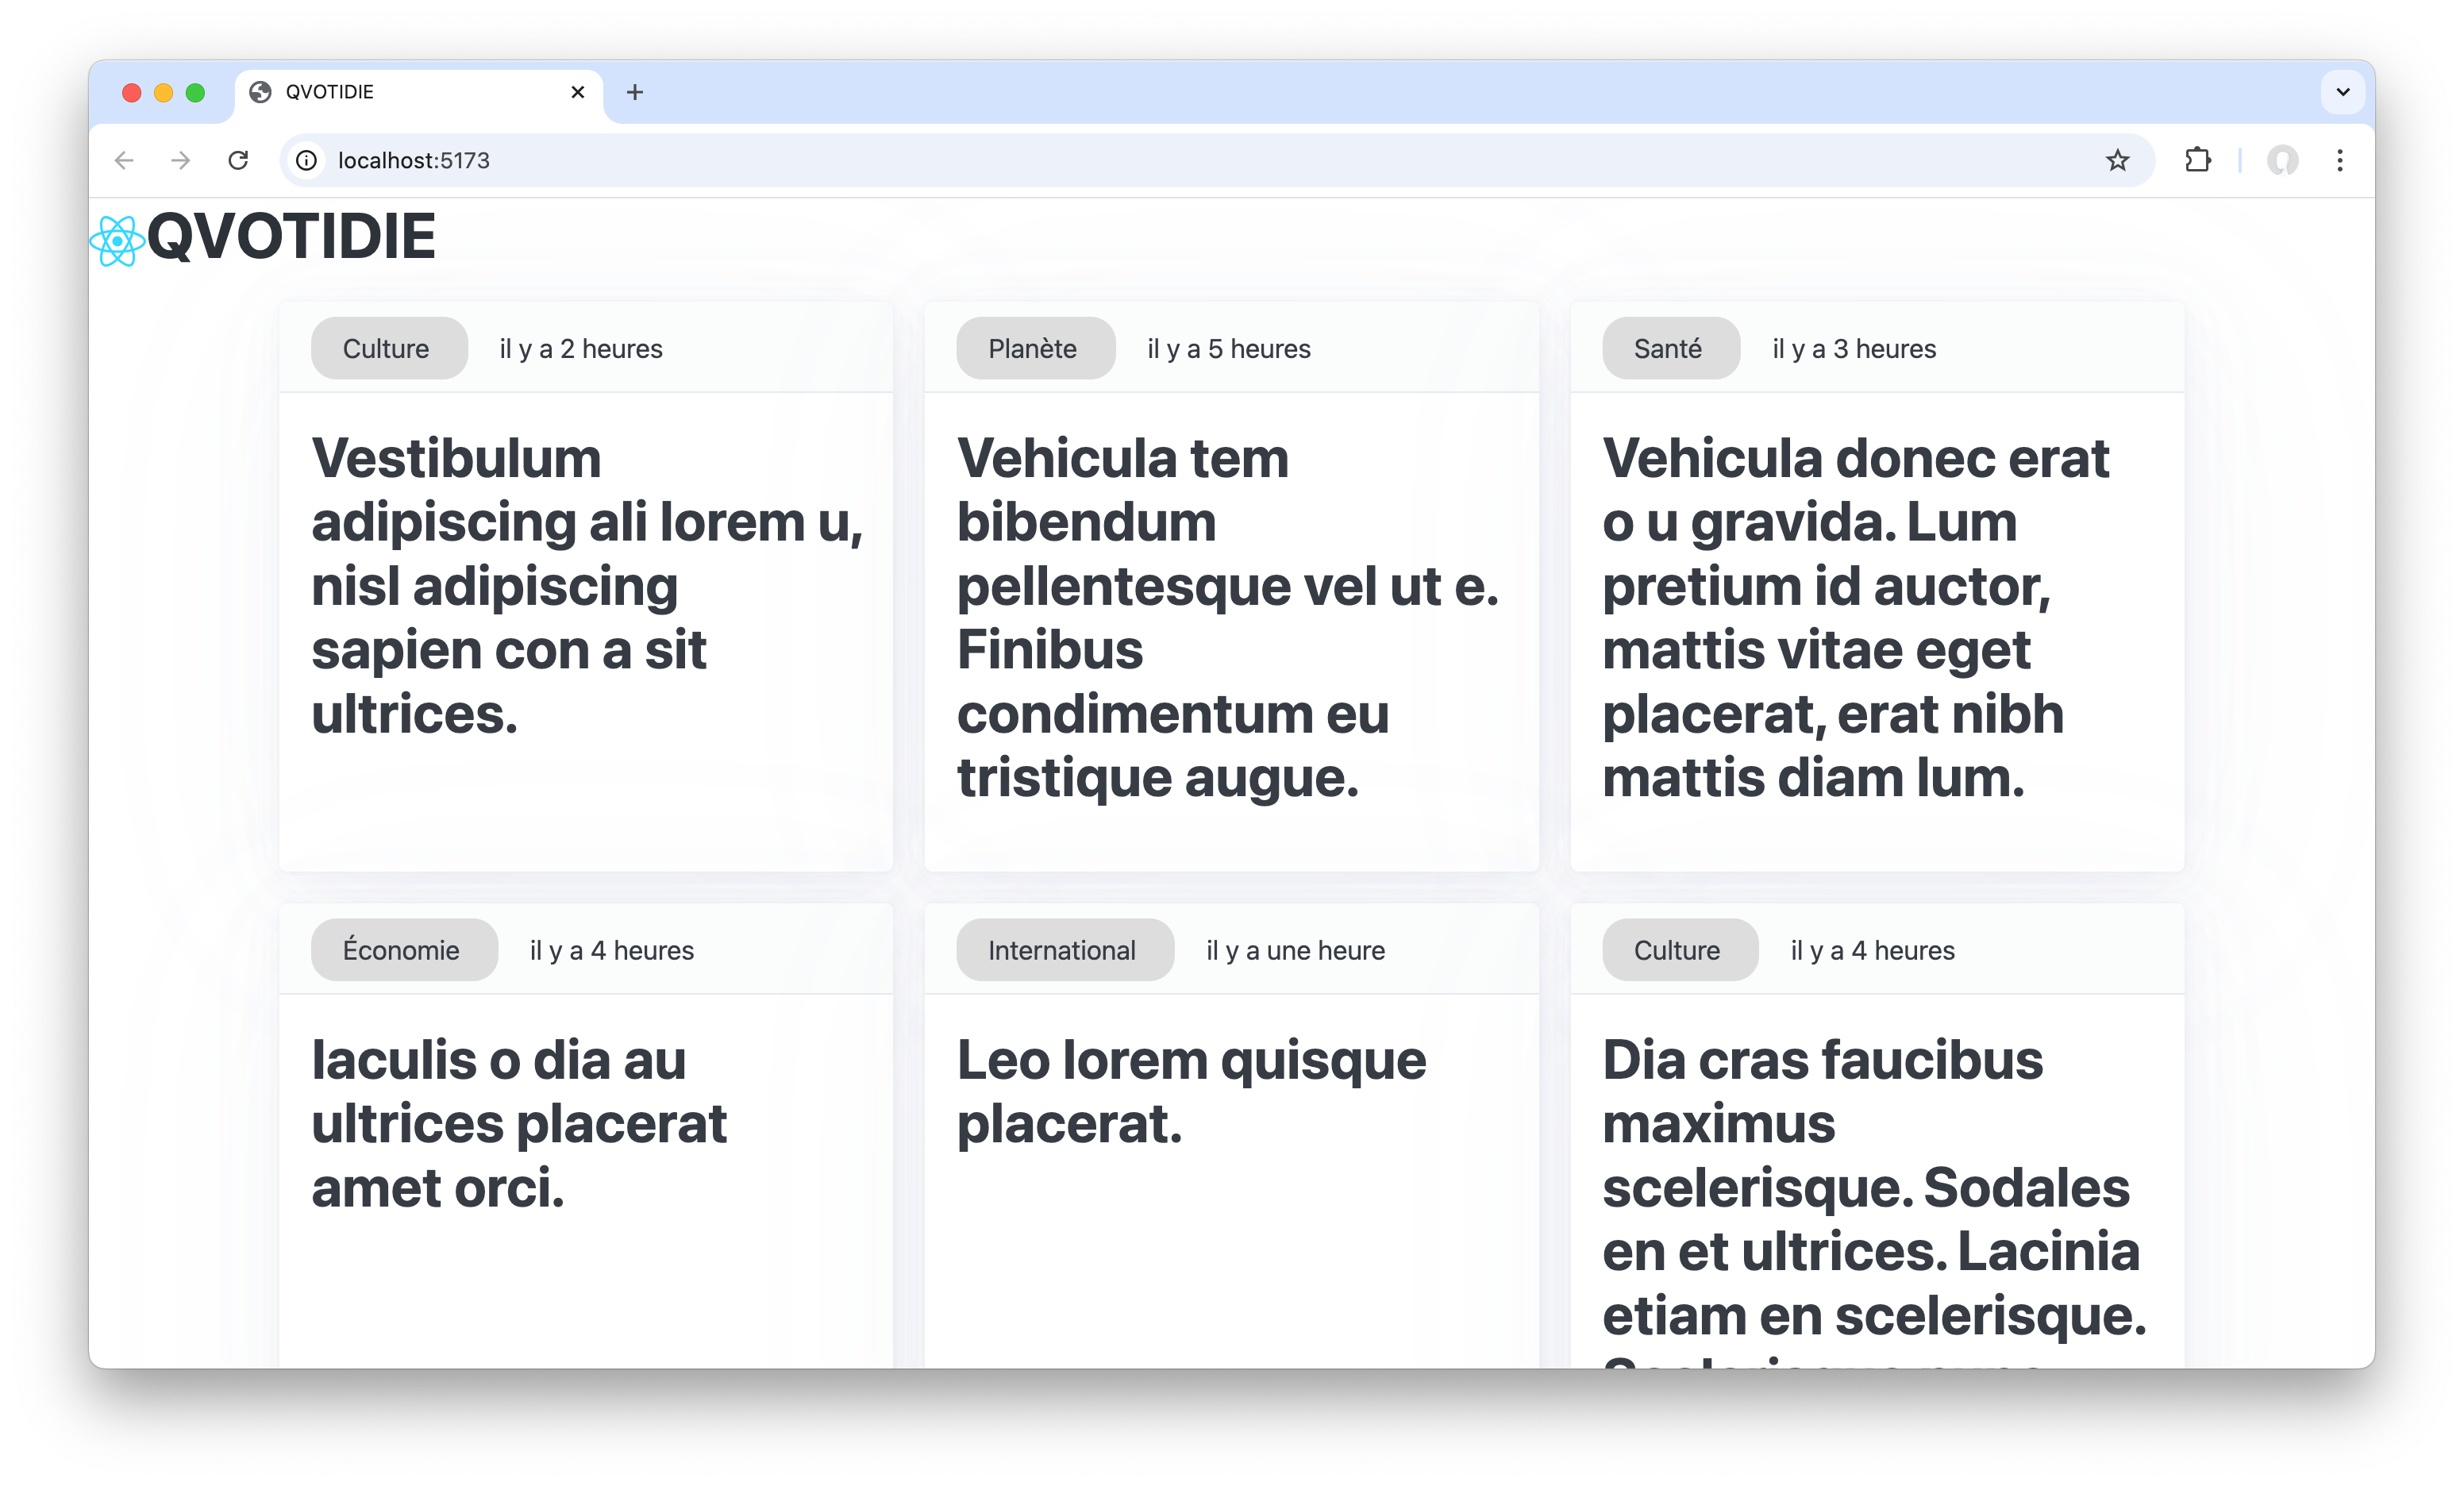 QVOTIDIE
localhost:5173
QVOTIDIE
Culture il y a 2 heures
Vestibulum
adipiscing ali lorem u,
nisl adipiscing
sapien con a sit
ultrices.
Planète il y a 5 heures
Vehicula tem
bibendum
pellentesque vel ut e.
Finibus
condimentum eu
tristique augue.
Santé il y a 3 heures
Vehicula donec erat
o u gravida. Lum
pretium id auctor,
mattis vitae eget
placerat, erat nibh
mattis diam lum.
Économie il y a 4 heures
Iaculis o dia au
ultrices placerat
amet orci.
International il y a une heure
Leo lorem quisque
placerat.
Culture il y a 4 heures
Dia cras faucibus
maximus
scelerisque. Sodales
en et ultrices. Lacinia
etiam en scelerisque.